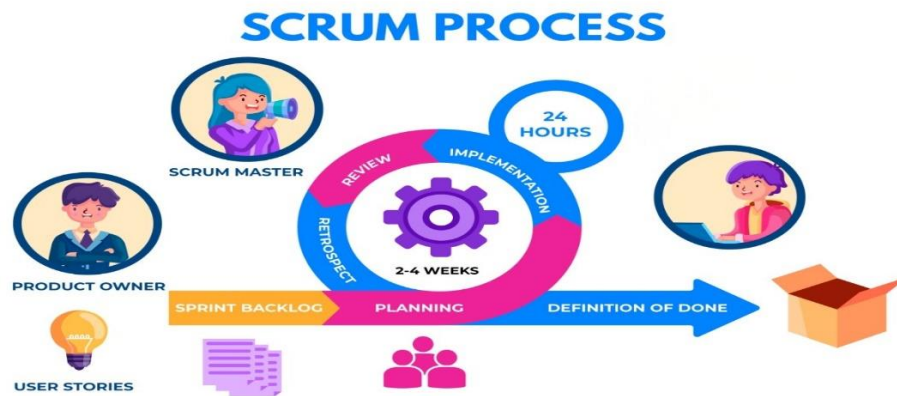 SCRUM PROCESS
24
HOURS
SCRUM MASTER
REVIEW
IMPLEMENTATION
RETROSPECT
2-4 WEEKS
PRODUCT OWNER
SPRINT BACKLOG
PLANNING
DEFINITION OF DONE
USER STORIES